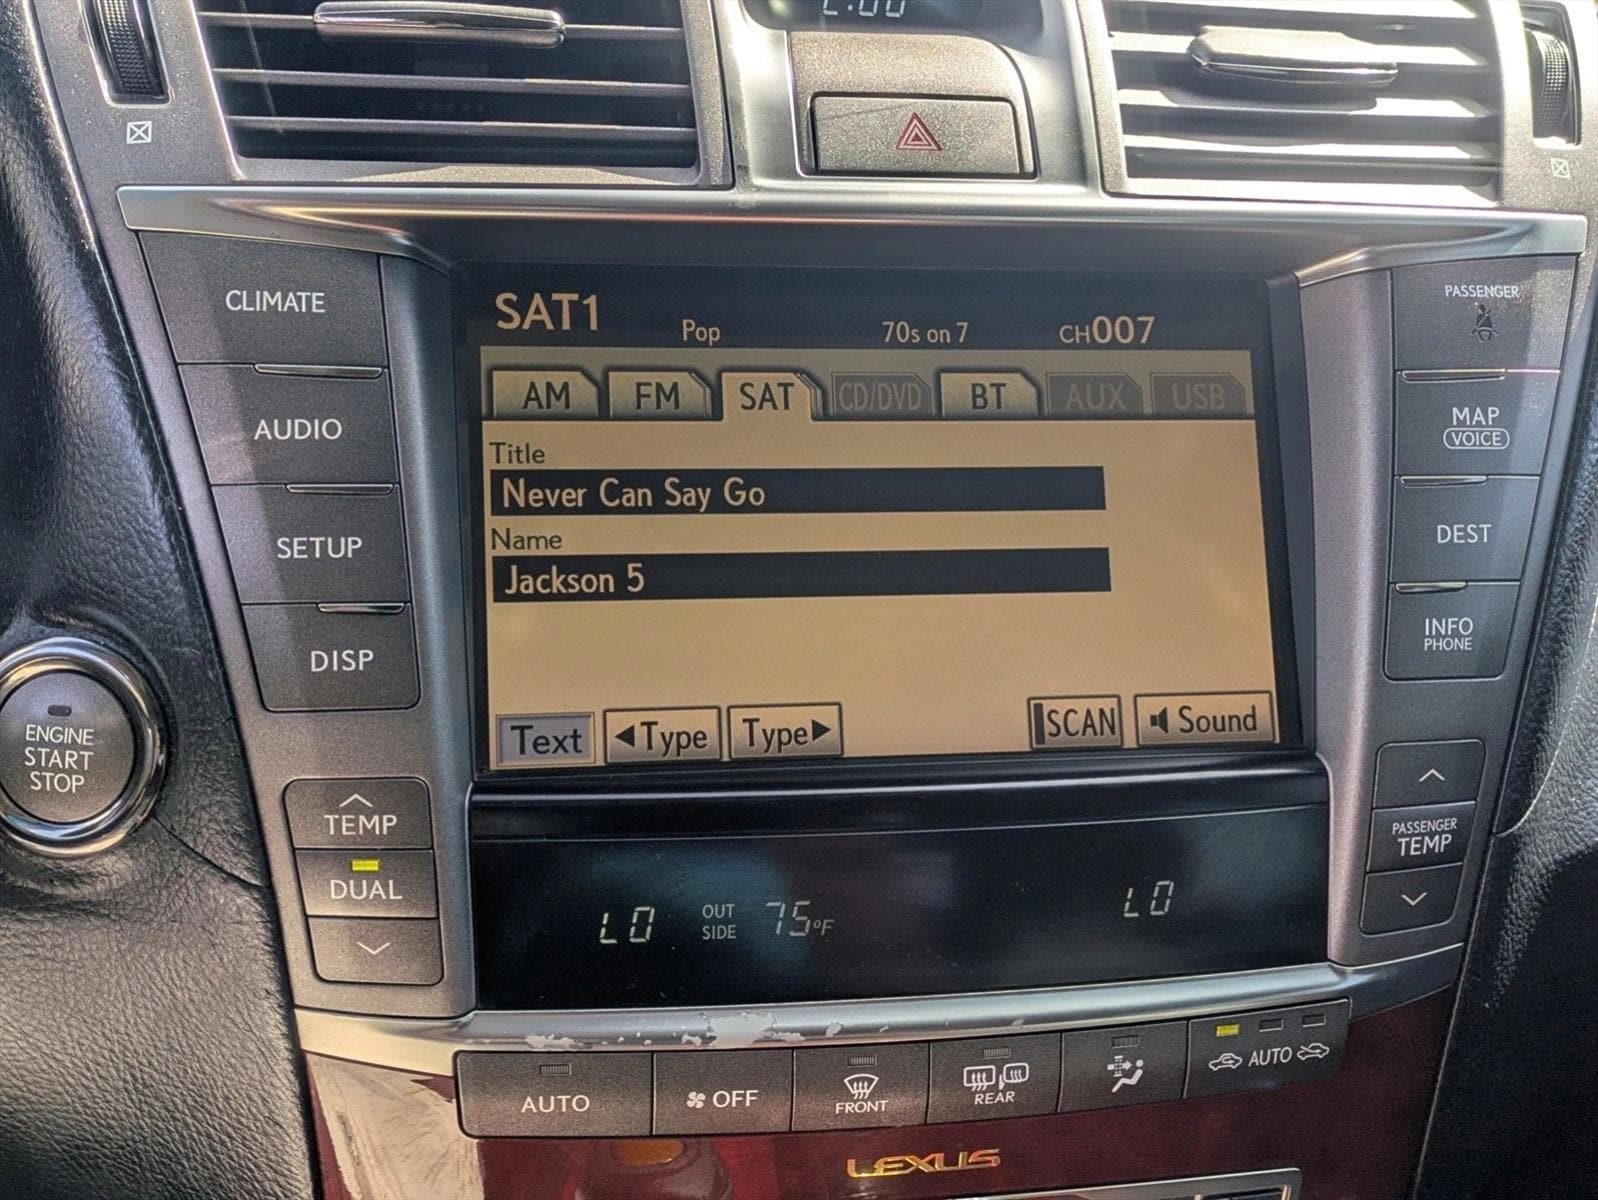 2:00
CLIMATE
AUDIO
SETUP
DISP
ENGINE
START
STOP
TEMP
DUAL
SAT1
Pop
70s on 7
CH007
AM
FM
SAT
CD/DVD
BT
AUX
USB
Title
Never Can Say Go
Name
Jackson 5
Text
◀Type
Type▶
SCAN
Sound
PASSENGER
MAP
VOICE
DEST
INFO
PHONE
PASSENGER
TEMP
LO
OUT
SIDE
75°F
LO
AUTO
OFF
FRONT
REAR
AUTO
LEXUS